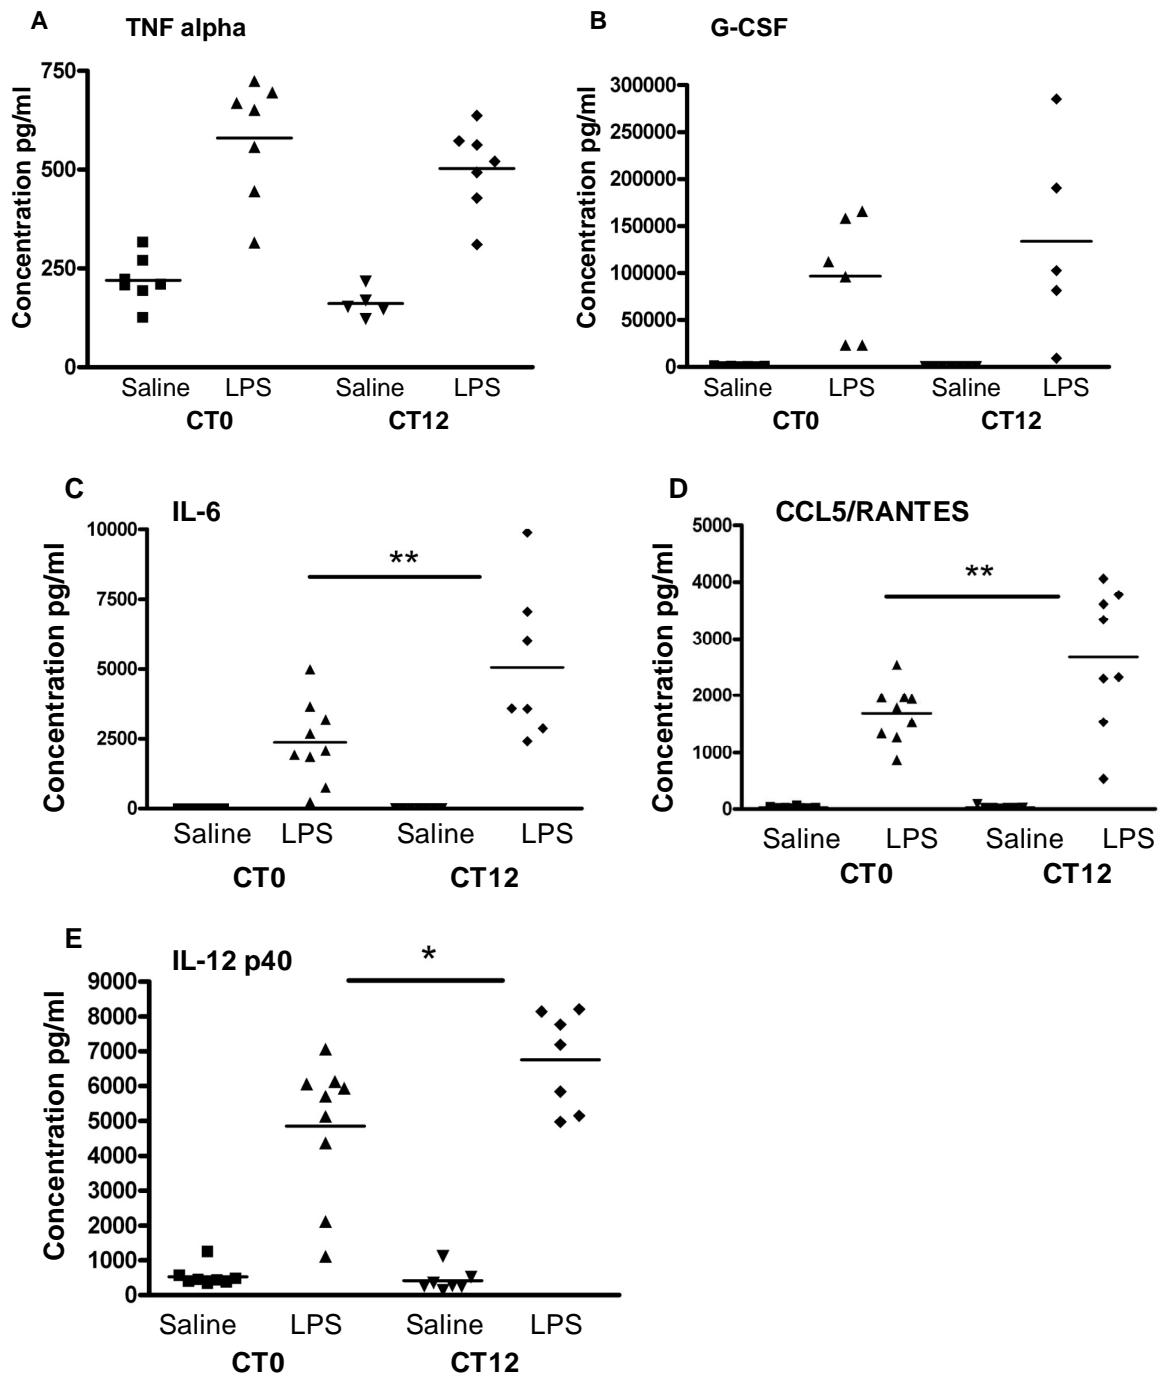 A TNF alpha
Concentration pg/ml
750
500
250
0
Saline LPS Saline LPS
CT0 CT12
B G-CSF
Concentration pg/ml
300000
250000
200000
150000
100000
50000
0
Saline LPS Saline LPS
CT0 CT12
C IL-6
Concentration pg/ml
10000
7500
5000
2500
0
**
Saline LPS Saline LPS
CT0 CT12
D CCL5/RANTES
Concentration pg/ml
5000
4000
3000
2000
1000
0
**
Saline LPS Saline LPS
CT0 CT12
E IL-12 p40
Concentration pg/ml
9000
8000
7000
6000
5000
4000
3000
2000
1000
0
*
Saline LPS Saline LPS
CT0 CT12